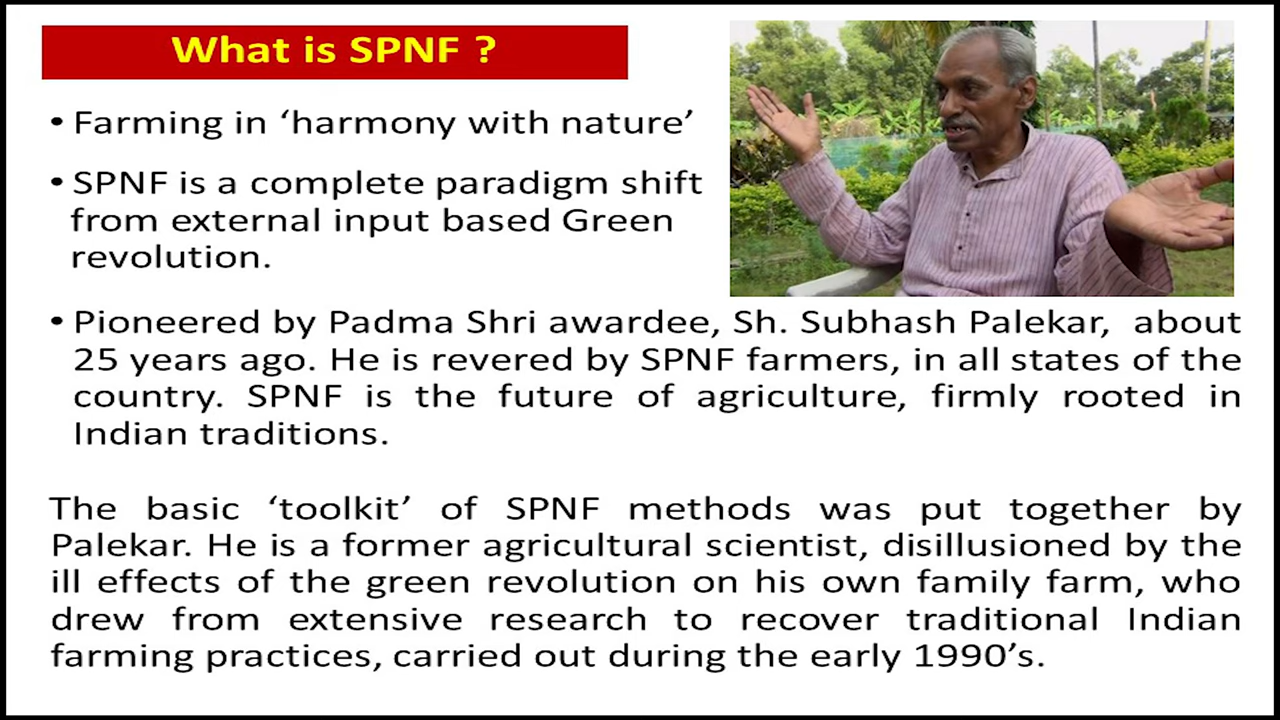 What is SPNF ?
• Farming in ‘harmony with nature’
• SPNF is a complete paradigm shift
from external input based Green
revolution.
• Pioneered by Padma Shri awardee, Sh. Subhash Palekar, about
25 years ago. He is revered by SPNF farmers, in all states of the
country. SPNF is the future of agriculture, firmly rooted in
Indian traditions.
The basic ‘toolkit’ of SPNF methods was put together by
Palekar. He is a former agricultural scientist, disillusioned by the
ill effects of the green revolution on his own family farm, who
drew from extensive research to recover traditional Indian
farming practices, carried out during the early 1990’s.